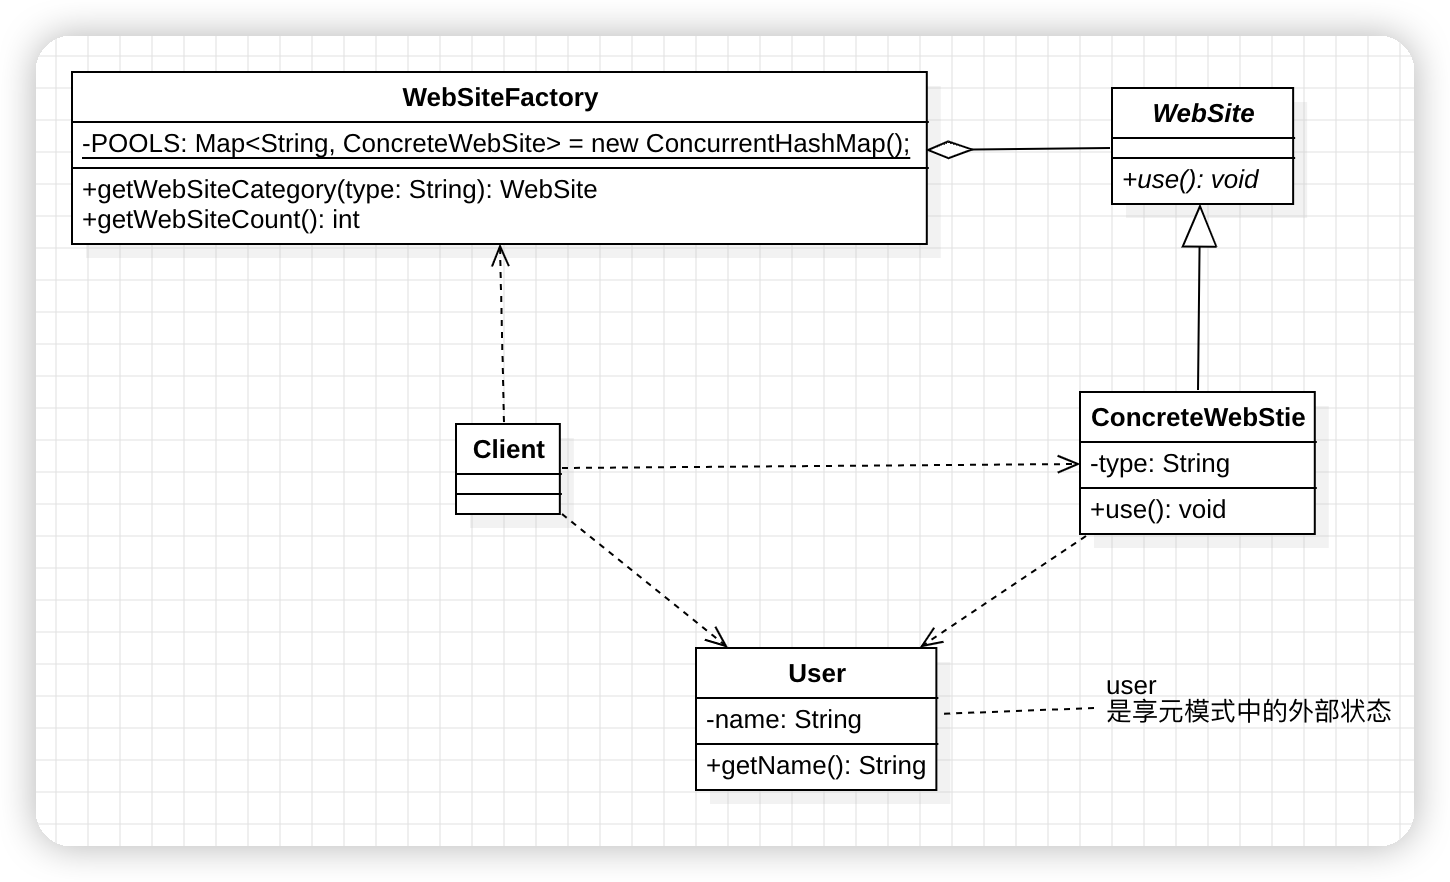 WebSiteFactory
-POOLS: Map<String, ConcreteWebSite> = new ConcurrentHashMap();
+getWebSiteCategory(type: String): WebSite
+getWebSiteCount(): int
WebSite
+use(): void
Client
ConcreteWebStie
-type: String
+use(): void
User
-name: String
+getName(): String
user
是享元模式中的外部状态